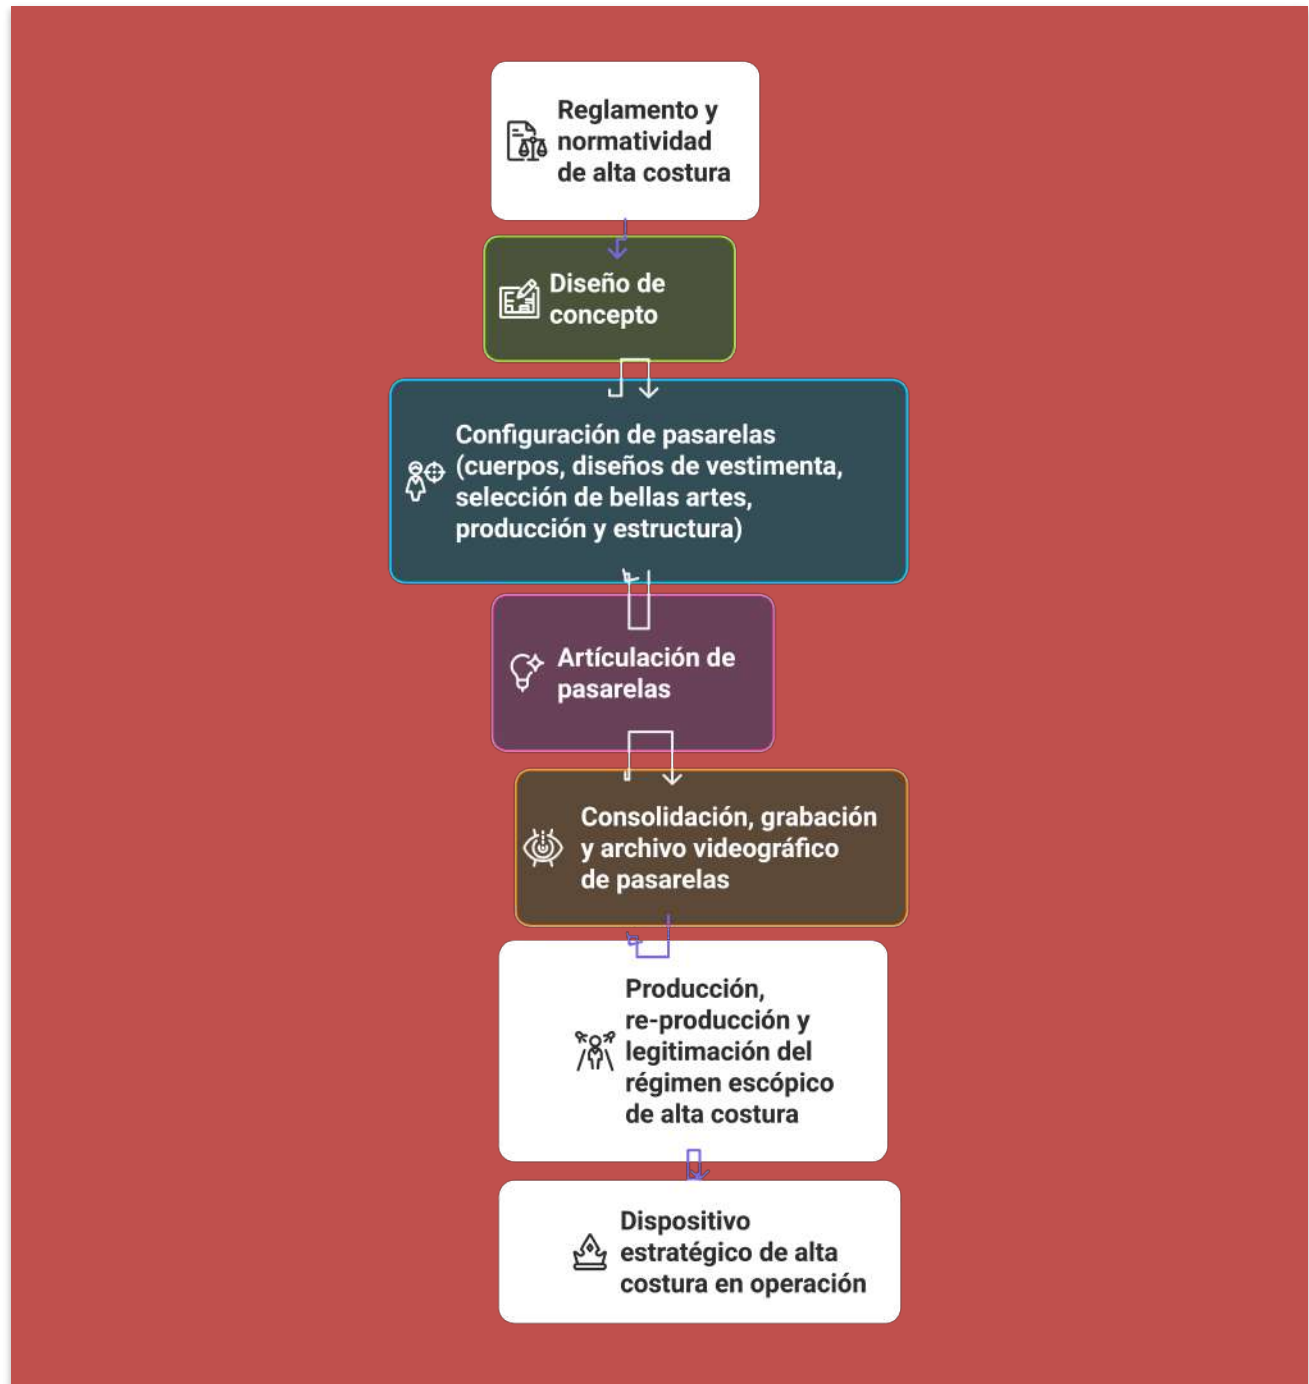 Reglamento y
normatividad
de alta costura
Diseño de
concepto
Configuración de pasarelas
(cuerpos, diseños de vestimenta,
selección de bellas artes,
producción y estructura)
Artículación de
pasarelas
Consolidación, grabación
y archivo videográfico
de pasarelas
Producción,
re-producción y
legitimación del
régimen escópico
de alta costura
Dispositivo
estratégico de alta
costura en operación